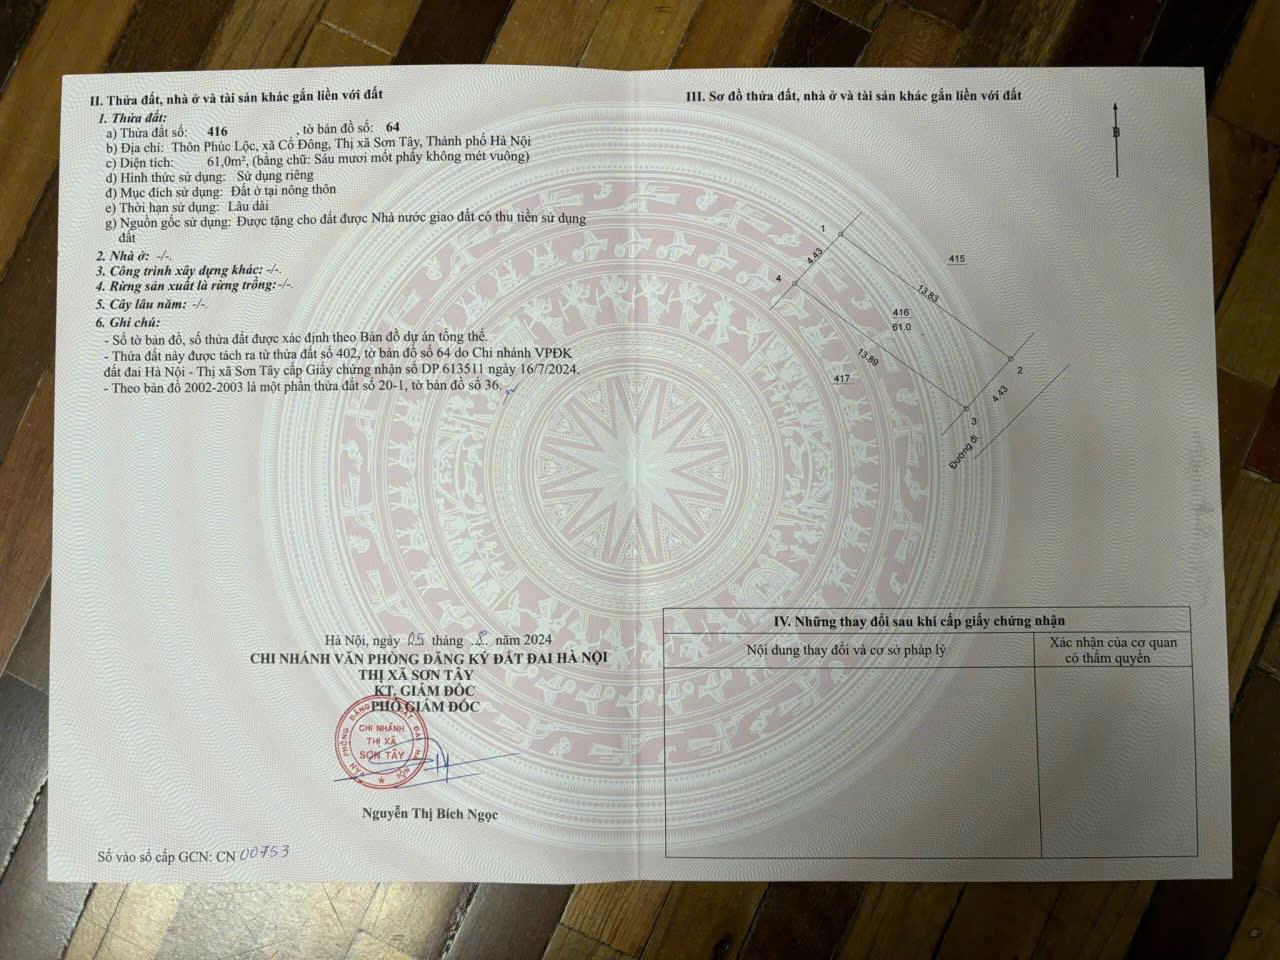 II. Thửa đất, nhà ở và tài sản khác gắn liền với đất
1. Thửa đất:
a) Thửa đất số: 416 , tờ bản đồ số: 64
b) Địa chỉ: Thôn Phúc Lộc, xã Cổ Đông, Thị xã Sơn Tây, Thành phố Hà Nội
c) Diện tích: 61,0m², (bằng chữ: Sáu mươi mốt phẩy không mét vuông)
d) Hình thức sử dụng: Sử dụng riêng
đ) Mục đích sử dụng: Đất ở tại nông thôn
e) Thời hạn sử dụng: Lâu dài
g) Nguồn gốc sử dụng: Được tặng cho đất được Nhà nước giao đất có thu tiền sử dụng
đất
2. Nhà ở: -/-.
3. Công trình xây dựng khác: -/-.
4. Rừng sản xuất là rừng trồng:-/-.
5. Cây lâu năm: -/-.
6. Ghi chú:
- Số tờ bản đồ, số thửa đất được xác định theo Bản đồ dự án tổng thể.
- Thửa đất này được tách ra từ thửa đất số 402, tờ bản đồ số 64 do Chi nhánh VPĐK
đất đai Hà Nội - Thị xã Sơn Tây cấp Giấy chứng nhận số DP 613511 ngày 16/7/2024.
- Theo bản đồ 2002-2003 là một phần thửa đất số 20-1, tờ bản đồ số 36.
Hà Nội, ngày 05 tháng 8 năm 2024
CHI NHÁNH VĂN PHÒNG ĐĂNG KÝ ĐẤT ĐAI HÀ NỘI
THỊ XÃ SƠN TÂY
KT. GIÁM ĐỐC
PHÓ GIÁM ĐỐC
VĂN PHÒNG ĐĂNG KÝ ĐẤT ĐAI HÀ NỘI
CHI NHÁNH
THỊ XÃ
SƠN TÂY
Nguyễn Thị Bích Ngọc
Số vào sổ cấp GCN: CN 00753
III. Sơ đồ thửa đất, nhà ở và tài sản khác gắn liền với đất
B
1
4.43
4
415
13.83
416
61.0
13.89
417
2
4.43
3
Đường đi
IV. Những thay đổi sau khi cấp giấy chứng nhận
Nội dung thay đổi và cơ sở pháp lý
Xác nhận của cơ quan
có thẩm quyền